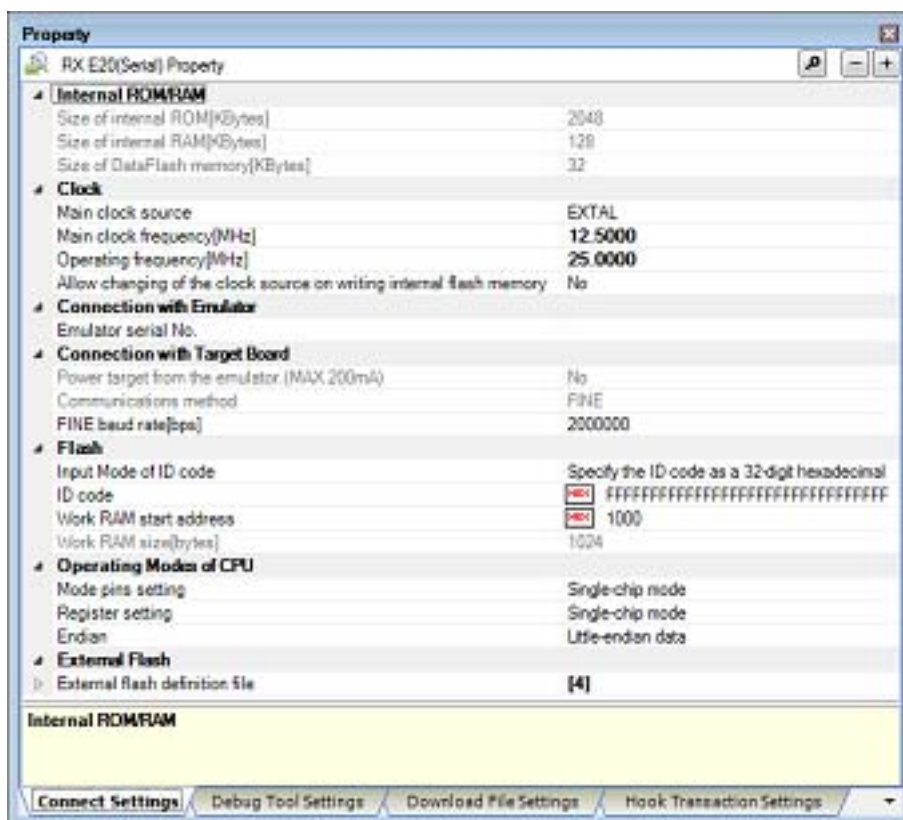 Property
RX E20(Serial) Property
Internal ROM/RAM
Size of internal ROM[KBytes] 2048
Size of internal RAM[KBytes] 128
Size of DataFlash memory[KBytes] 32
Clock
Main clock source EXTAL
Main clock frequency[MHz] 12.5000
Operating frequency[MHz] 25.0000
Allow changing of the clock source on writing internal flash memory No
Connection with Emulator
Emulator serial No.
Connection with Target Board
Power target from the emulator.(MAX 200mA) No
Communications method FINE
FINE baud rate[bps] 2000000
Flash
Input Mode of ID code Specify the ID code as a 32-digit hexadecimal
ID code HEX FFFFFFFFFFFFFFFFFFFFFFFFFFFFFFFF
Work RAM start address HEX 1000
Work RAM size[bytes] 1024
Operating Modes of CPU
Mode pins setting Single-chip mode
Register setting Single-chip mode
Endian Little-endian data
External Flash
External flash definition file [4]
Internal ROM/RAM
Connect Settings Debug Tool Settings Download File Settings Hook Transaction Settings